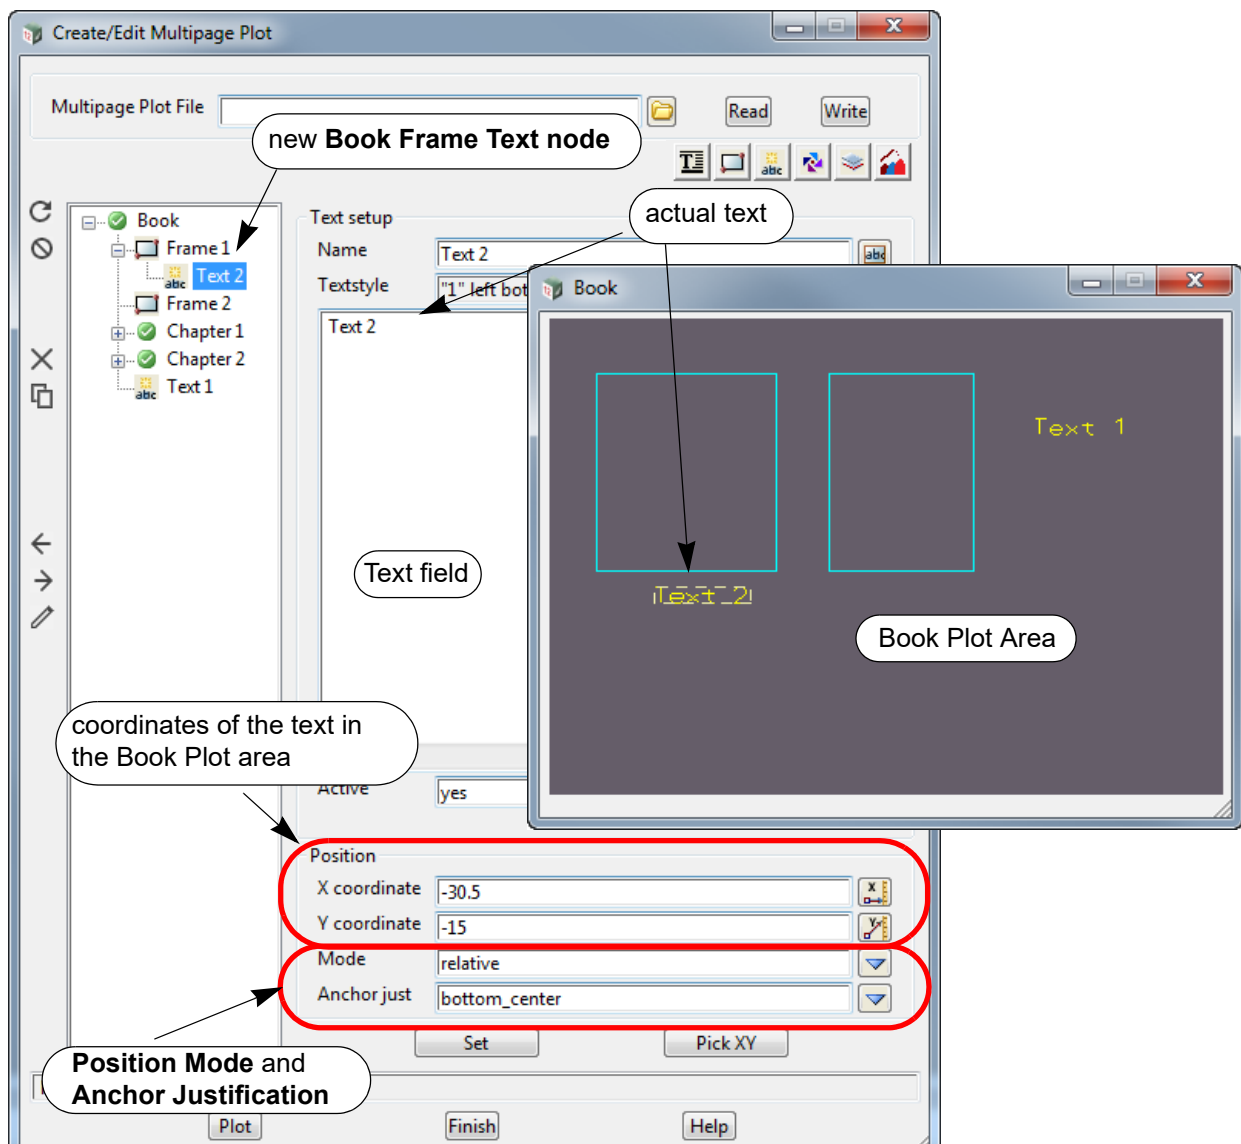 Create/Edit Multipage Plot
Multipage Plot File
Read
Write
new Book Frame Text node
actual text
Book
Frame 1
Text 2
Frame 2
Chapter 1
Chapter 2
Text 1
Text setup
Name
Text 2
Textstyle
"1" left bot
Text 2
Text field
Book
Text 1
Text 2
Book Plot Area
coordinates of the text in
the Book Plot area
Active
yes
Position
X coordinate
-30.5
Y coordinate
-15
Mode
relative
Anchor just
bottom_center
Set
Pick XY
Position Mode and
Anchor Justification
Plot
Finish
Help